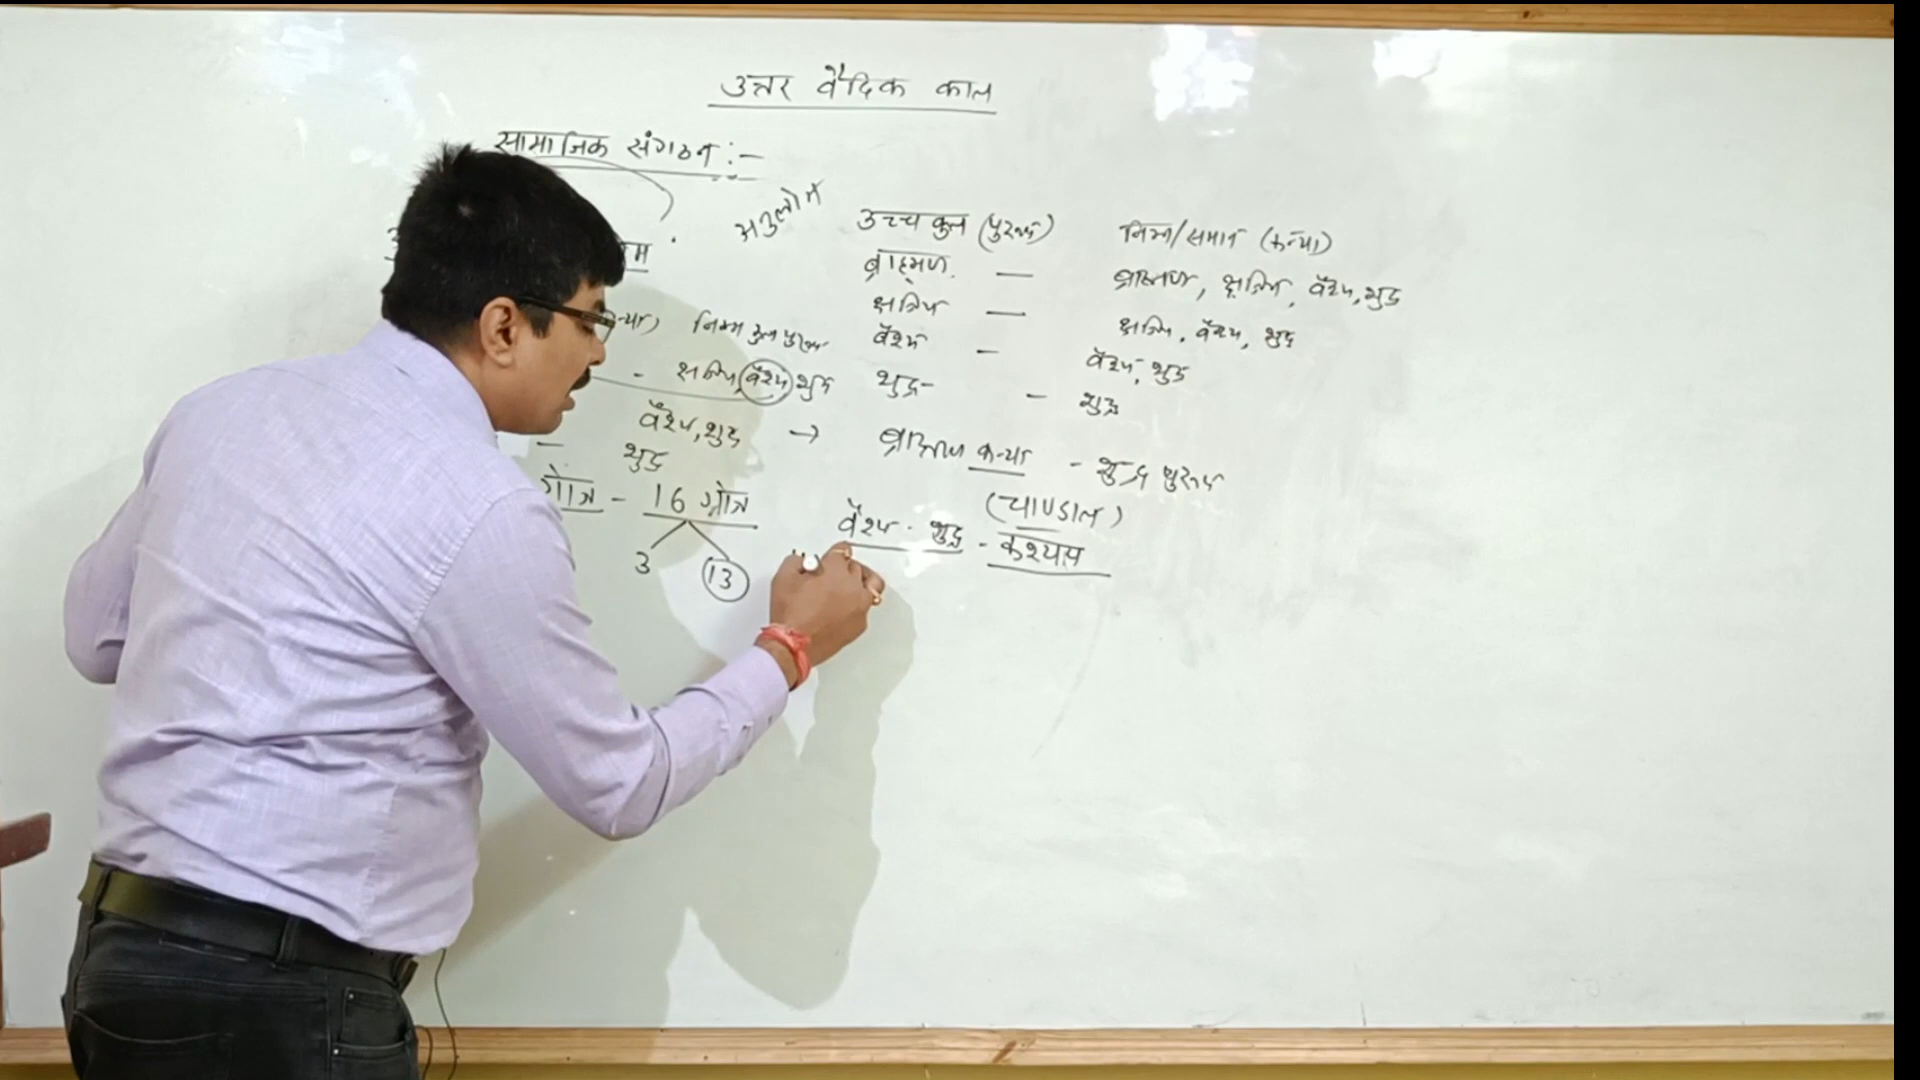 उत्तर वैदिक काल
सामाजिक संगठन :-
अनुलोम
उच्च कुल (पुरुष) निम्न/समान (कन्या)
ब्राह्मण — ब्राह्मण, क्षत्रिय, वैश्य, शुद्र
क्षत्रिय — क्षत्रिय, वैश्य, शुद्र
वैश्य — वैश्य, शुद्र
शुद्र - शुद्र
निम्न कुल पुरुष
- क्षत्रिय, वैश्य, शुद्र
— वैश्य, शुद्र → ब्राह्मण कन्या - शुद्र पुरुष
शुद्र (चाण्डाल)
गोत्र - 16 गोत्र
3 13
वैश्य - शुद्र - कश्यप